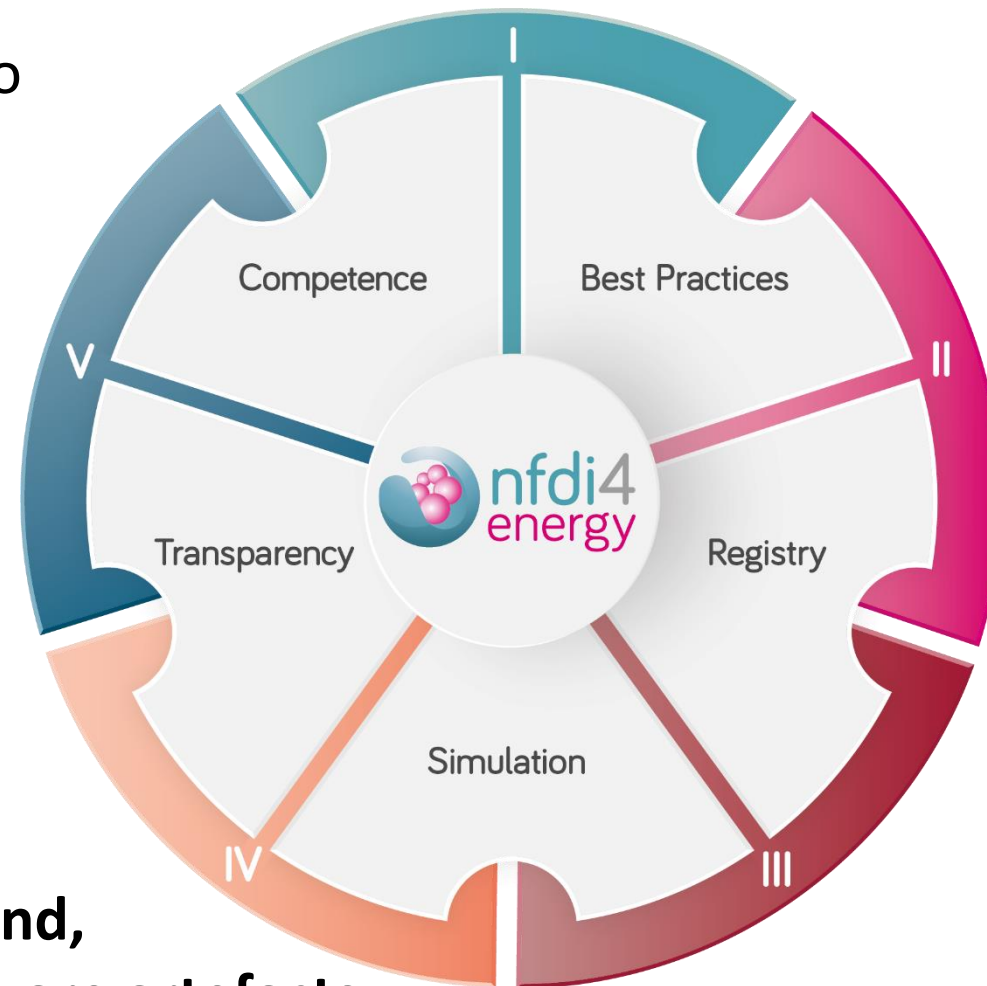 o
I
Competence
Best Practices
V
II
nfdi4
energy
Transparency
Registry
Simulation
IV
III
nd,